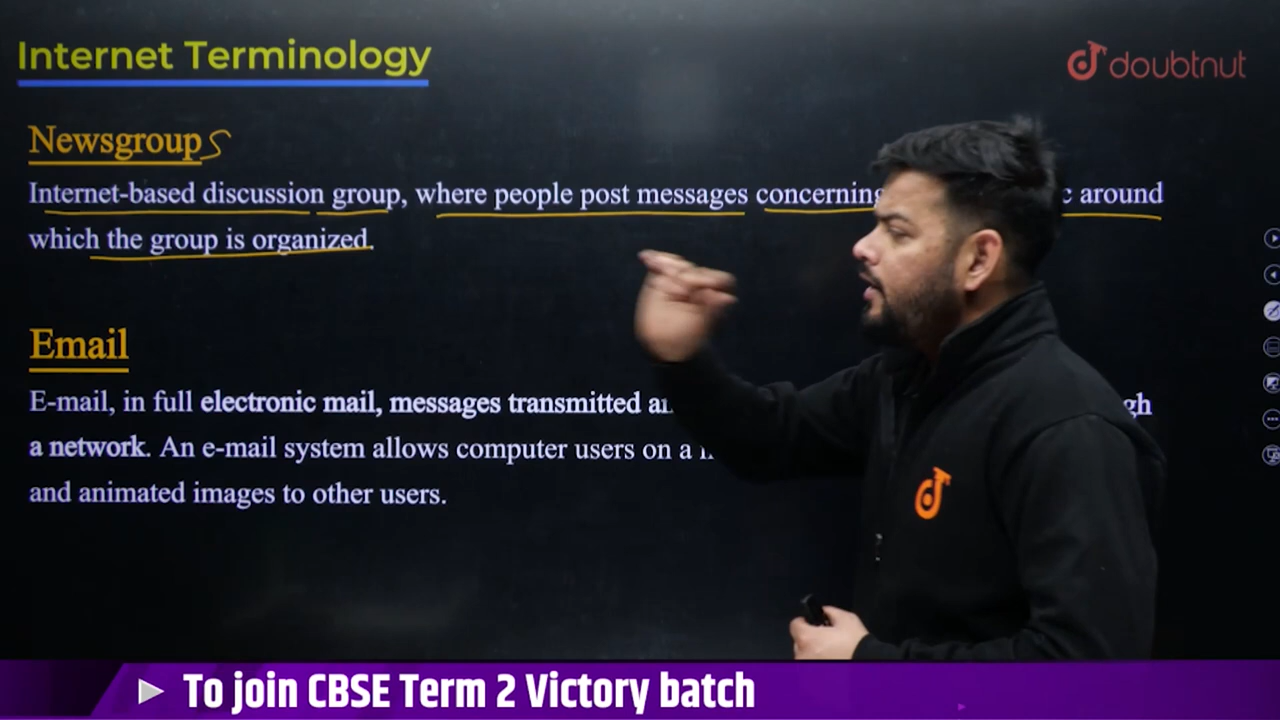 Internet Terminology
doubtnut
Newsgroups
Internet-based discussion group, where people post messages concerning around
which the group is organized.
Email
E-mail, in full electronic mail, messages transmitted
a network. An e-mail system allows computer users on a
and animated images to other users.
To join CBSE Term 2 Victory batch